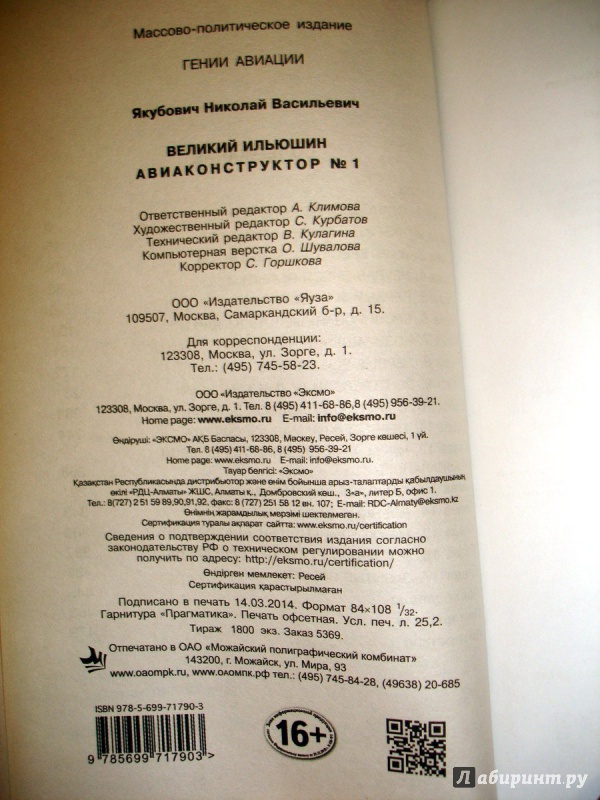 Массово-политическое издание
ГЕНИИ АВИАЦИИ
Якубович Николай Васильевич
ВЕЛИКИЙ ИЛЬЮШИН
АВИАКОНСТРУКТОР № 1
Ответственный редактор А. Климова
Художественный редактор С. Курбатов
Технический редактор В. Кулагина
Компьютерная верстка О. Шувалова
Корректор С. Горшкова
ООО «Издательство «Яуза»
109507, Москва, Самаркандский б-р, д. 15.
Для корреспонденции:
123308, Москва, ул. Зорге, д. 1.
Тел.: (495) 745-58-23.
ООО «Издательство «Эксмо»
123308, Москва, ул. Зорге, д. 1. Тел. 8 (495) 411-68-86, 8 (495) 956-39-21.
Home page: www.eksmo.ru E-mail: info@eksmo.ru
Өндіруші: «ЭКСМО» АҚБ Баспасы, 123308, Мәскеу, Ресей, Зорге көшесі, 1 үй.
Тел. 8 (495) 411-68-86, 8 (495) 956-39-21
Home page: www.eksmo.ru E-mail: info@eksmo.ru.
Тауар белгісі: «Эксмо»
Қазақстан Республикасында дистрибьютор және өнім бойынша арыз-талаптарды қабылдаушының
өкілі «РДЦ-Алматы» ЖШС, Алматы қ., Домбровский көш., 3«а», литер Б, офис 1.
Тел.: 8(727) 2 51 59 89,90,91,92, факс: 8 (727) 251 58 12 вн. 107; E-mail: RDC-Almaty@eksmo.kz
Өнімнің жарамдылық мерзімі шектелмеген.
Сертификация туралы ақпарат сайтта: www.eksmo.ru/certification
Сведения о подтверждении соответствия издания согласно
законодательству РФ о техническом регулировании можно
получить по адресу: http://eksmo.ru/certification/
Өндірген мемлекет: Ресей
Сертификация қарастырылмаған
Подписано в печать 14.03.2014. Формат 84×108 1/32.
Гарнитура «Прагматика». Печать офсетная. Усл. печ. л. 25,2.
Тираж 1800 экз. Заказ 5369.
Отпечатано в ОАО «Можайский полиграфический комбинат»
143200, г. Можайск, ул. Мира, 93
www.oaompk.ru, www.оаомпк.рф тел.: (495) 745-84-28, (49638) 20-685
ISBN 978-5-699-71790-3
9 785699 717903 >
16+
Лабиринт.ру